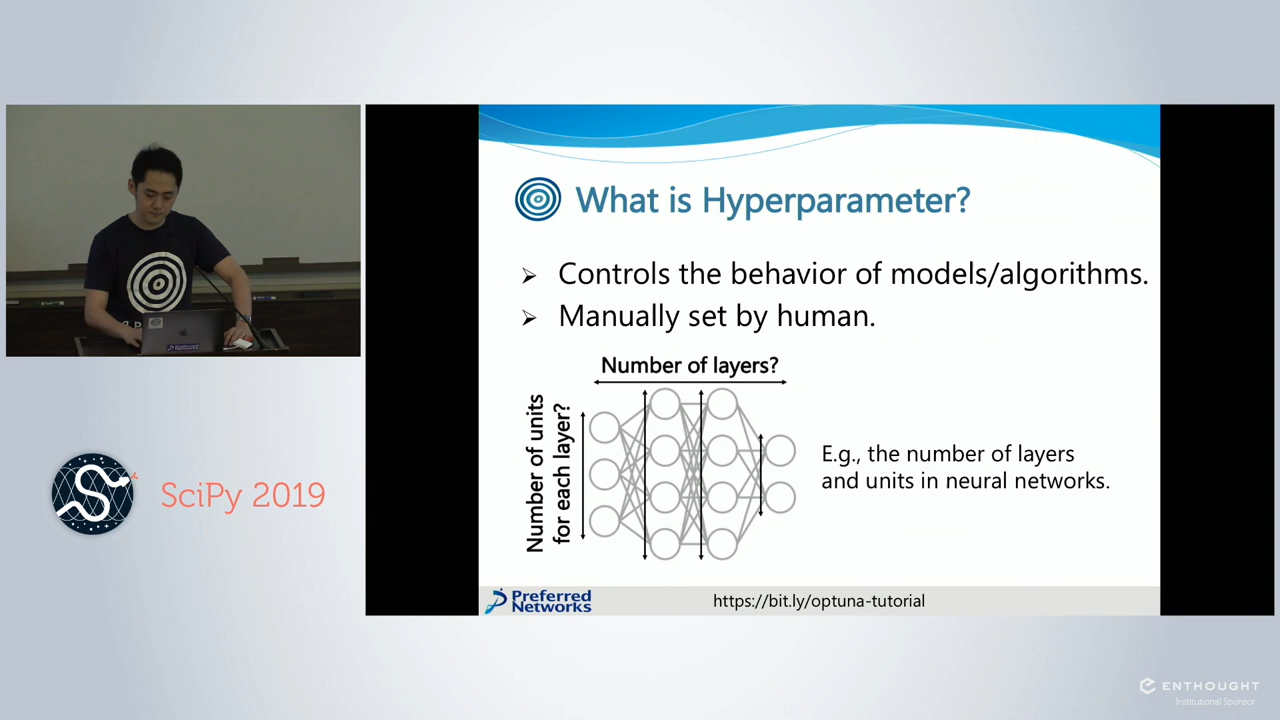 What is Hyperparameter?
➢ Controls the behavior of models/algorithms.
➢ Manually set by human.
Number of layers?
Number of units
for each layer?
E.g., the number of layers
and units in neural networks.
Preferred
Networks
https://bit.ly/optuna-tutorial
SciPy 2019
ENTHOUGHT
Institutional Sponsor